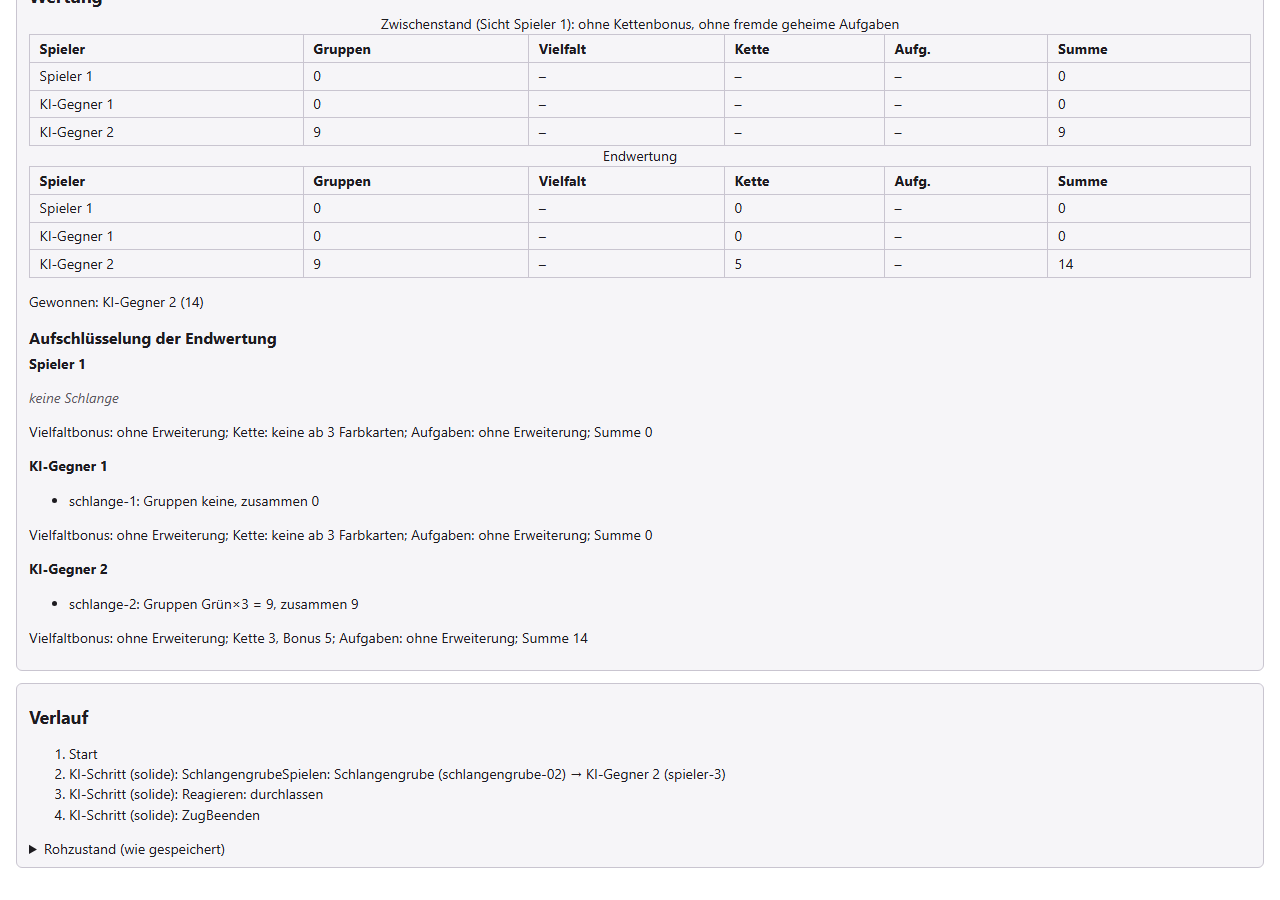 Wertung
Zwischenstand (Sicht Spieler 1): ohne Kettenbonus, ohne fremde geheime Aufgaben
Spieler Gruppen Vielfalt Kette Aufg. Summe
Spieler 1 0 – – – 0
KI-Gegner 1 0 – – – 0
KI-Gegner 2 9 – – – 9
Endwertung
Spieler Gruppen Vielfalt Kette Aufg. Summe
Spieler 1 0 – 0 – 0
KI-Gegner 1 0 – 0 – 0
KI-Gegner 2 9 – 5 – 14
Gewonnen: KI-Gegner 2 (14)
Aufschlüsselung der Endwertung
Spieler 1
keine Schlange
Vielfaltbonus: ohne Erweiterung; Kette: keine ab 3 Farbkarten; Aufgaben: ohne Erweiterung; Summe 0
KI-Gegner 1
• schlange-1: Gruppen keine, zusammen 0
Vielfaltbonus: ohne Erweiterung; Kette: keine ab 3 Farbkarten; Aufgaben: ohne Erweiterung; Summe 0
KI-Gegner 2
• schlange-2: Gruppen Grün×3 = 9, zusammen 9
Vielfaltbonus: ohne Erweiterung; Kette 3, Bonus 5; Aufgaben: ohne Erweiterung; Summe 14
Verlauf
1. Start
2. KI-Schritt (solide): SchlangengrubeSpielen: Schlangengrube (schlangengrube-02) → KI-Gegner 2 (spieler-3)
3. KI-Schritt (solide): Reagieren: durchlassen
4. KI-Schritt (solide): ZugBeenden
▶ Rohzustand (wie gespeichert)